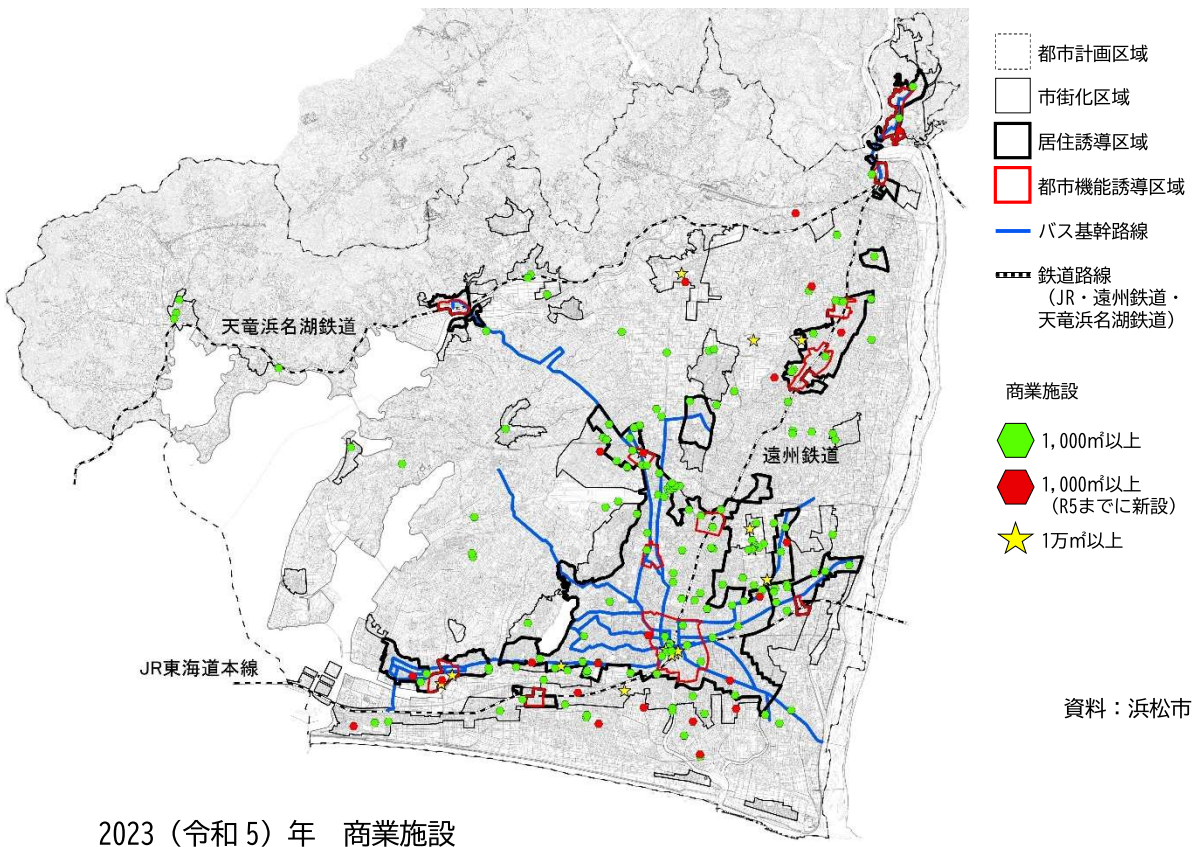 都市計画区域
市街化区域
居住誘導区域
都市機能誘導区域
バス基幹路線
鉄道路線
（JR・遠州鉄道・
天竜浜名湖鉄道）
商業施設
1,000㎡以上
1,000㎡以上
（R5までに新設）
1万㎡以上
天竜浜名湖鉄道
遠州鉄道
JR東海道本線
資料：浜松市
2023（令和5）年　商業施設